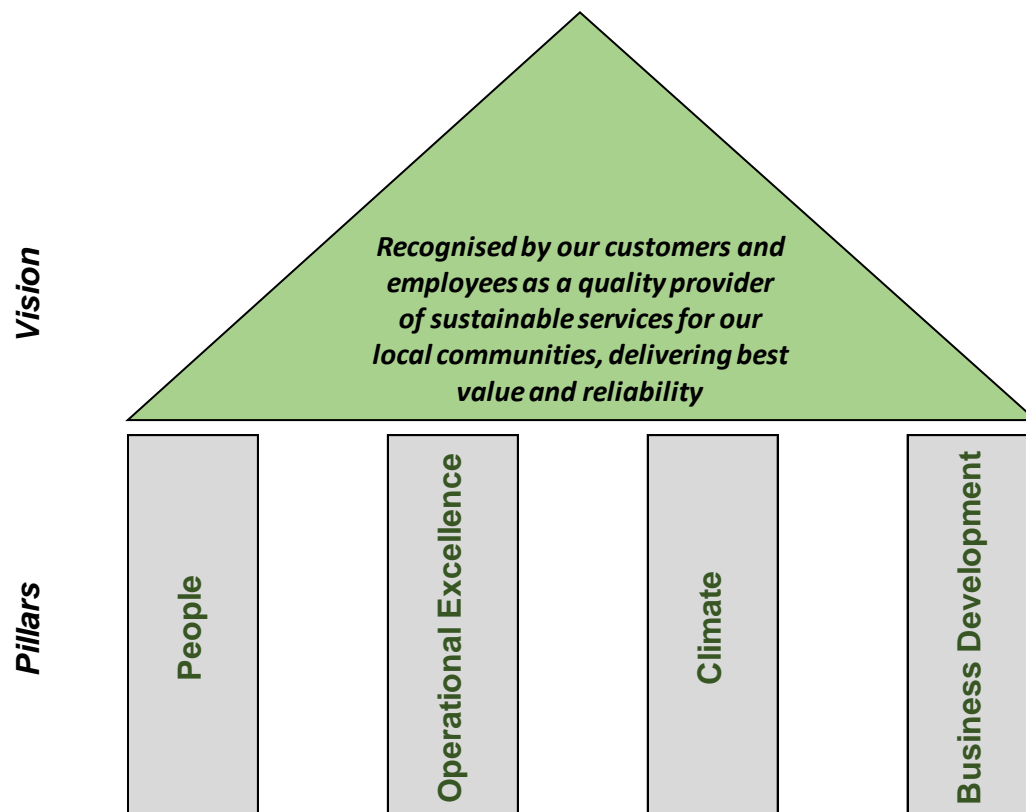 Vision
Recognised by our customers and
employees as a quality provider
of sustainable services for our
local communities, delivering best
value and reliability
Pillars
People
Operational Excellence
Climate
Business Development